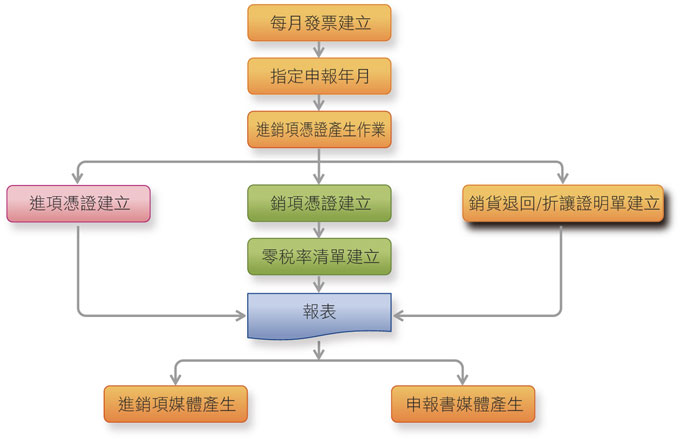 每月發票建立
指定申報年月
進銷項憑證產生作業
進項憑證建立
銷項憑證建立
銷貨退回/折讓證明單建立
零税率清單建立
報表
進銷項媒體產生
申報書媒體產生